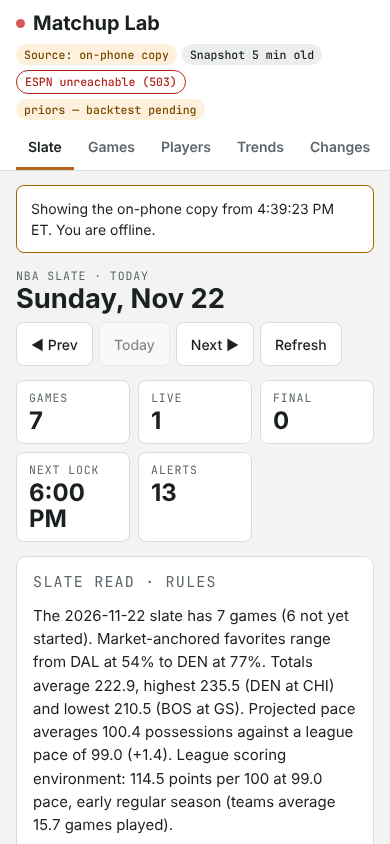 Matchup Lab
Source: on-phone copy
Snapshot 5 min old
ESPN unreachable (503)
priors — backtest pending
Slate
Games
Players
Trends
Changes
Showing the on-phone copy from 4:39:23 PM
ET. You are offline.
NBA SLATE · TODAY
Sunday, Nov 22
◀ Prev
Today
Next ▶
Refresh
GAMES
7
LIVE
1
FINAL
0
NEXT LOCK
6:00
PM
ALERTS
13
SLATE READ · RULES
The 2026-11-22 slate has 7 games (6 not yet
started). Market-anchored favorites range
from DAL at 54% to DEN at 77%. Totals
average 222.9, highest 235.5 (DEN at CHI)
and lowest 210.5 (BOS at GS). Projected pace
averages 100.4 possessions against a league
pace of 99.0 (+1.4). League scoring
environment: 114.5 points per 100 at 99.0
pace, early regular season (teams average
15.7 games played).